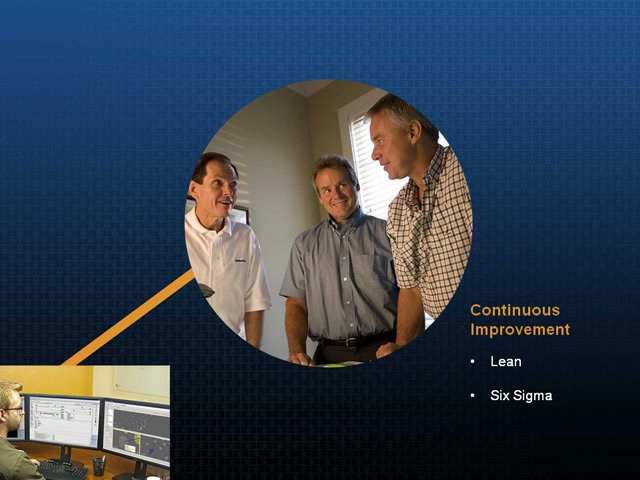 Continuous
Improvement
• Lean
• Six Sigma